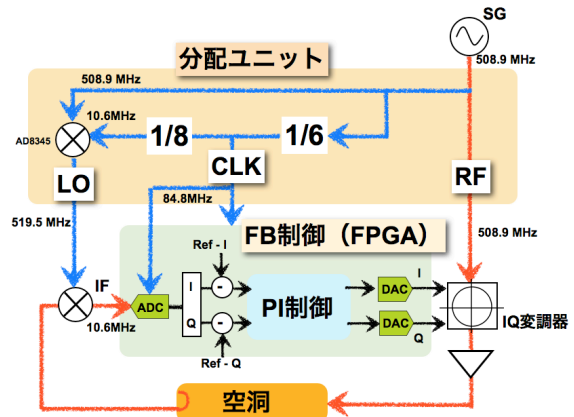 SG
508.9 MHz
分配ユニット
508.9 MHz
10.6MHz
AD8345
1/8
1/6
CLK
LO
RF
84.8MHz
519.5 MHz
FB制御（FPGA）
Ref - I
508.9 MHz
IF
ADC
I
Q
-
-
PI制御
DAC
I
DAC
Q
10.6MHz
IQ変調器
Ref - Q
空洞